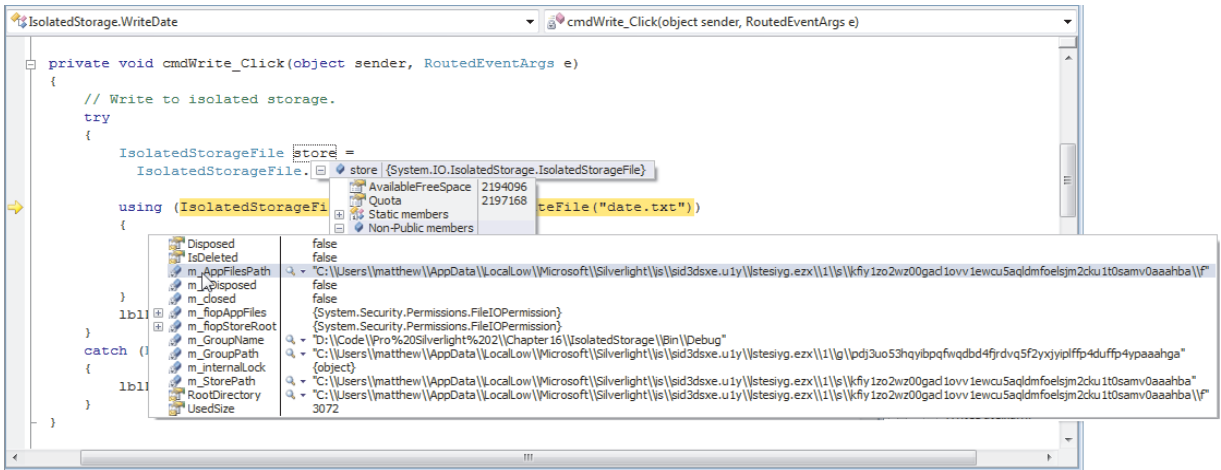 IsolatedStorage.WriteDate
cmdWrite_Click(object sender, RoutedEventArgs e)
private void cmdWrite_Click(object sender, RoutedEventArgs e)
{
// Write to isolated storage.
try
{
IsolatedStorageFile store =
IsolatedStorageFile.
store {System.IO.IsolatedStorage.IsolatedStorageFile}
AvailableFreeSpace 2194096
Quota 2197168
using (IsolatedStorageFi teFile("date.txt"))
Static members
{
Non-Public members
Disposed false
IsDeleted false
m_AppFilesPath "C:\\Users\\matthew\\AppData\\LocalLow\\Microsoft\\Silverlight\\is\\sid3dsxe.u1y\\lstesiyg.ezx\\1\\s\\kfiy1zo2wz00gacl1ovv1ewcu5aqldmfoelsjm2cku1t0samv0aaahba\\f"
m_bDisposed false
} m_closed false
lbl m_fiopAppFiles {System.Security.Permissions.FileIOPermission}
m_fiopStoreRoot {System.Security.Permissions.FileIOPermission}
} m_GroupName "D:\\Code\\Pro%20Silverlight%202\\Chapter16\\IsolatedStorage\\Bin\\Debug"
catch ( m_GroupPath "C:\\Users\\matthew\\AppData\\LocalLow\\Microsoft\\Silverlight\\is\\sid3dsxe.u1y\\lstesiyg.ezx\\1\\g\\pdj3uo53hqyibpqfwqdbd4fjrdvq5f2yxjyiplffp4duffp4ypaaahga"
{ m_internalLock {object}
lbl m_StorePath "C:\\Users\\matthew\\AppData\\LocalLow\\Microsoft\\Silverlight\\is\\sid3dsxe.u1y\\lstesiyg.ezx\\1\\s\\kfiy1zo2wz00gacl1ovv1ewcu5aqldmfoelsjm2cku1t0samv0aaahba"
RootDirectory "C:\\Users\\matthew\\AppData\\LocalLow\\Microsoft\\Silverlight\\is\\sid3dsxe.u1y\\lstesiyg.ezx\\1\\s\\kfiy1zo2wz00gacl1ovv1ewcu5aqldmfoelsjm2cku1t0samv0aaahba\\f"
} UsedSize 3072
}